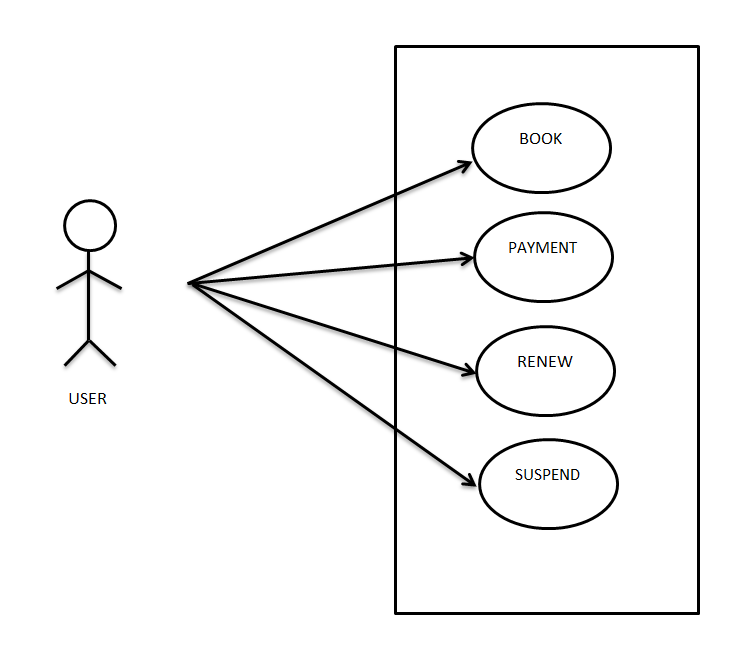 BOOK
PAYMENT
RENEW
SUSPEND
USER